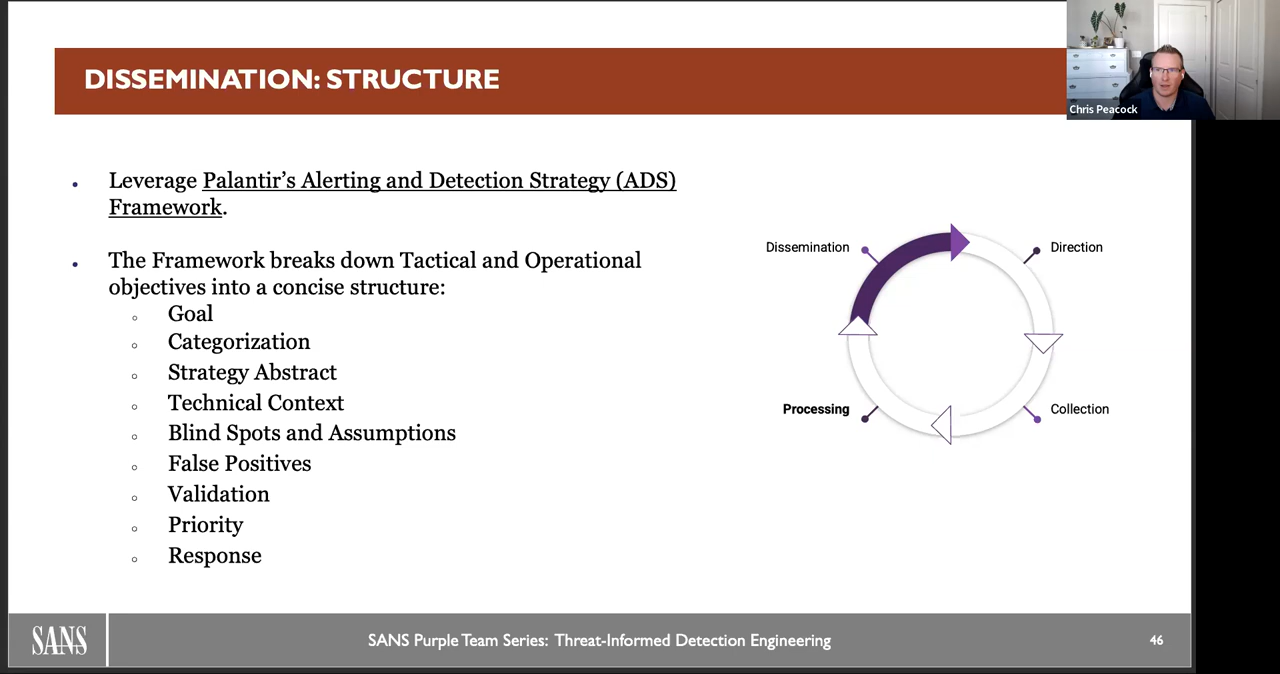 DISSEMINATION: STRUCTURE
Chris Peacock
• Leverage Palantir’s Alerting and Detection Strategy (ADS)
Framework.
• The Framework breaks down Tactical and Operational
objectives into a concise structure:
○ Goal
○ Categorization
○ Strategy Abstract
○ Technical Context
○ Blind Spots and Assumptions
○ False Positives
○ Validation
○ Priority
○ Response
Dissemination
Direction
Processing
Collection
SANS
SANS Purple Team Series: Threat-Informed Detection Engineering
46